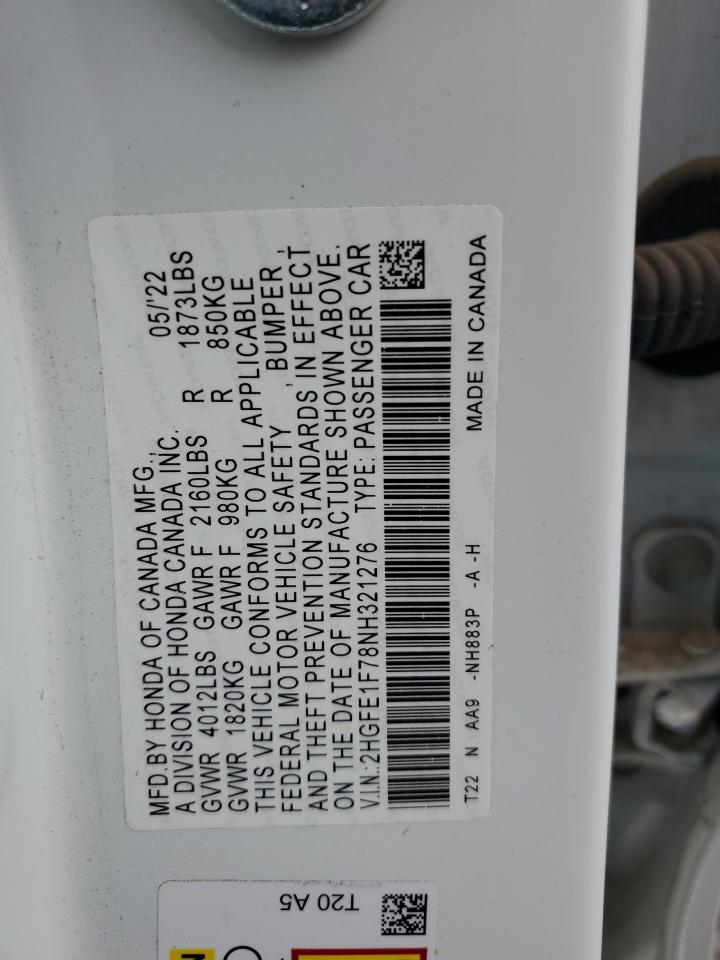 MFD.BY HONDA OF CANADA MFG., 05/'22
A DIVISION OF HONDA CANADA INC.
GVWR 4012LBS GAWR F 2160LBS R 1873LBS
GVWR 1820KG GAWR F 980KG R 850KG
THIS VEHICLE CONFORMS TO ALL APPLICABLE
FEDERAL MOTOR VEHICLE SAFETY , BUMPER ,
AND THEFT PREVENTION STANDARDS IN EFFECT
ON THE DATE OF MANUFACTURE SHOWN ABOVE.
V.I.N.:2HGFE1F78NH321276 TYPE: PASSENGER CAR
T22 N AA9 -NH883P -A -H MADE IN CANADA
T20 A5